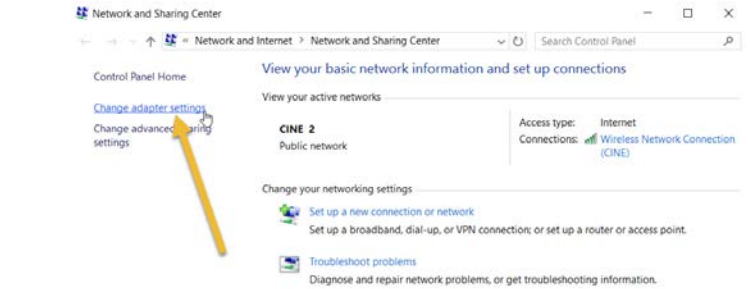 Network and Sharing Center
« Network and Internet > Network and Sharing Center
Search Control Panel
Control Panel Home
Change adapter settings
Change advanced sharing
settings
View your basic network information and set up connections
View your active networks
CINE 2
Public network
Access type: Internet
Connections: Wireless Network Connection
(CINE)
Change your networking settings
Set up a new connection or network
Set up a broadband, dial-up, or VPN connection; or set up a router or access point.
Troubleshoot problems
Diagnose and repair network problems, or get troubleshooting information.